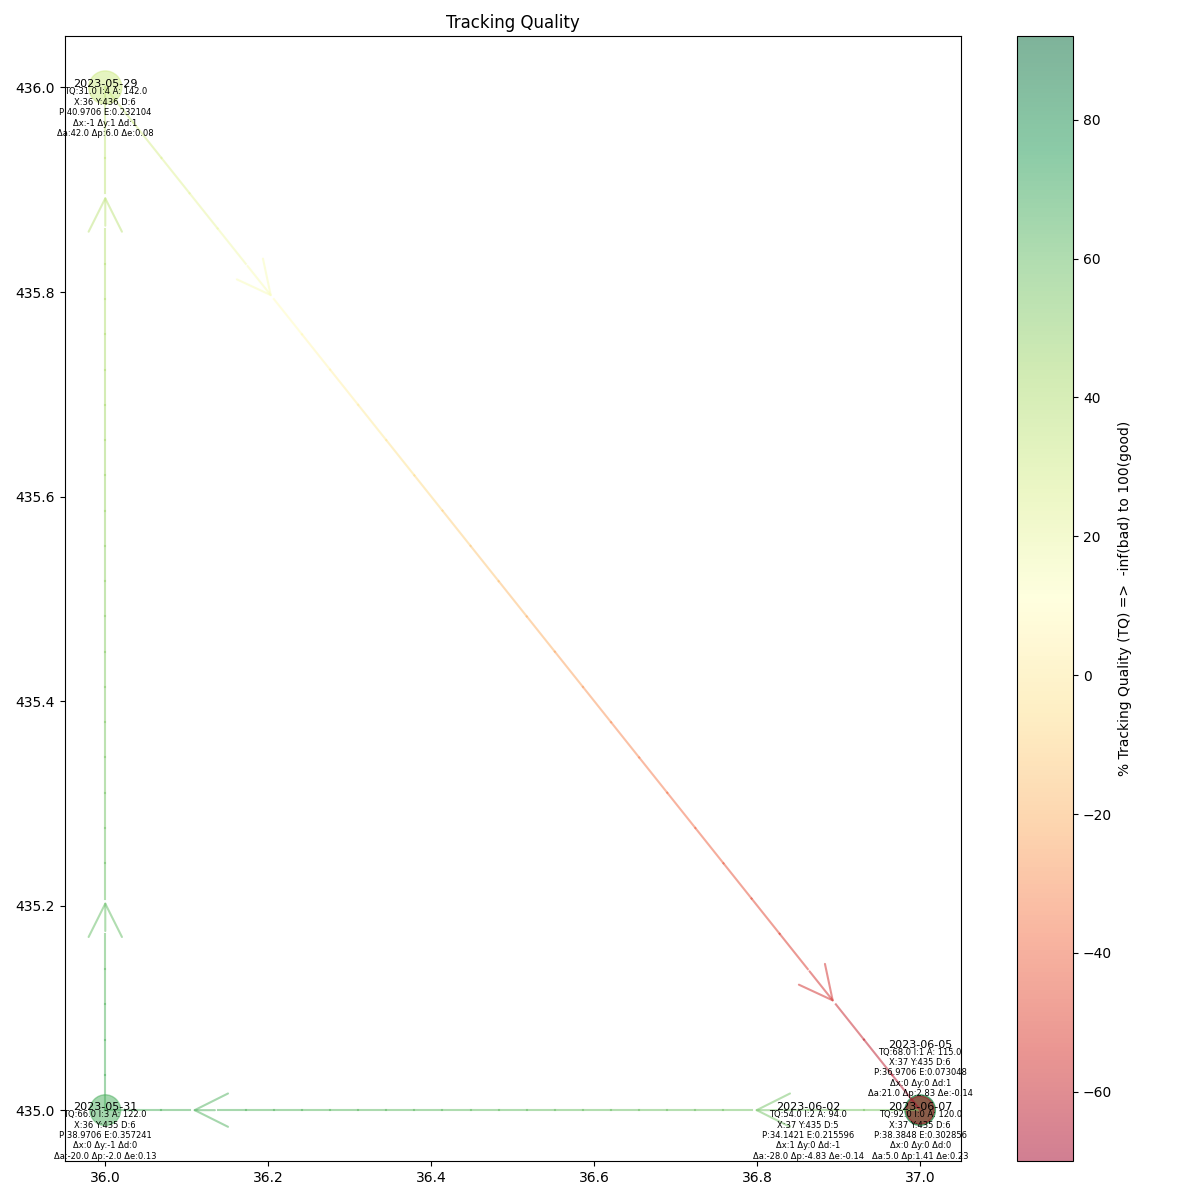 Tracking Quality
436.0
435.8
435.6
435.4
435.2
435.0
2023-05-29
TQ:31.0 I:4 A: 142.0
X:36 Y:436 D:6
P:40.9706 E:0.232104
Δx:-1 Δy:1 Δd:1
Δa:42.0 Δp:6.0 Δe:0.08
2023-06-05
TQ:68.0 I:1 A: 115.0
X:37 Y:435 D:6
P:36.9706 E:0.073048
Δx:0 Δy:0 Δd:1
Δa:21.0 Δp:2.83 Δe:-0.14
2023-05-31
TQ:66.0 I:3 A: 122.0
X:36 Y:435 D:6
P:38.9706 E:0.357241
Δx:0 Δy:-1 Δd:0
Δa:-20.0 Δp:-2.0 Δe:0.13
2023-06-02
TQ:54.0 I:2 A: 94.0
X:37 Y:435 D:5
P:34.1421 E:0.215596
Δx:1 Δy:0 Δd:-1
Δa:-28.0 Δp:-4.83 Δe:-0.14
2023-06-07
TQ:92.0 I:0 A: 120.0
X:37 Y:435 D:6
P:38.3848 E:0.302856
Δx:0 Δy:0 Δd:0
Δa:5.0 Δp:1.41 Δe:0.23
36.0 36.2 36.4 36.6 36.8 37.0
80
60
40
20
0
−20
−40
−60
% Tracking Quality (TQ) => -inf(bad) to 100(good)